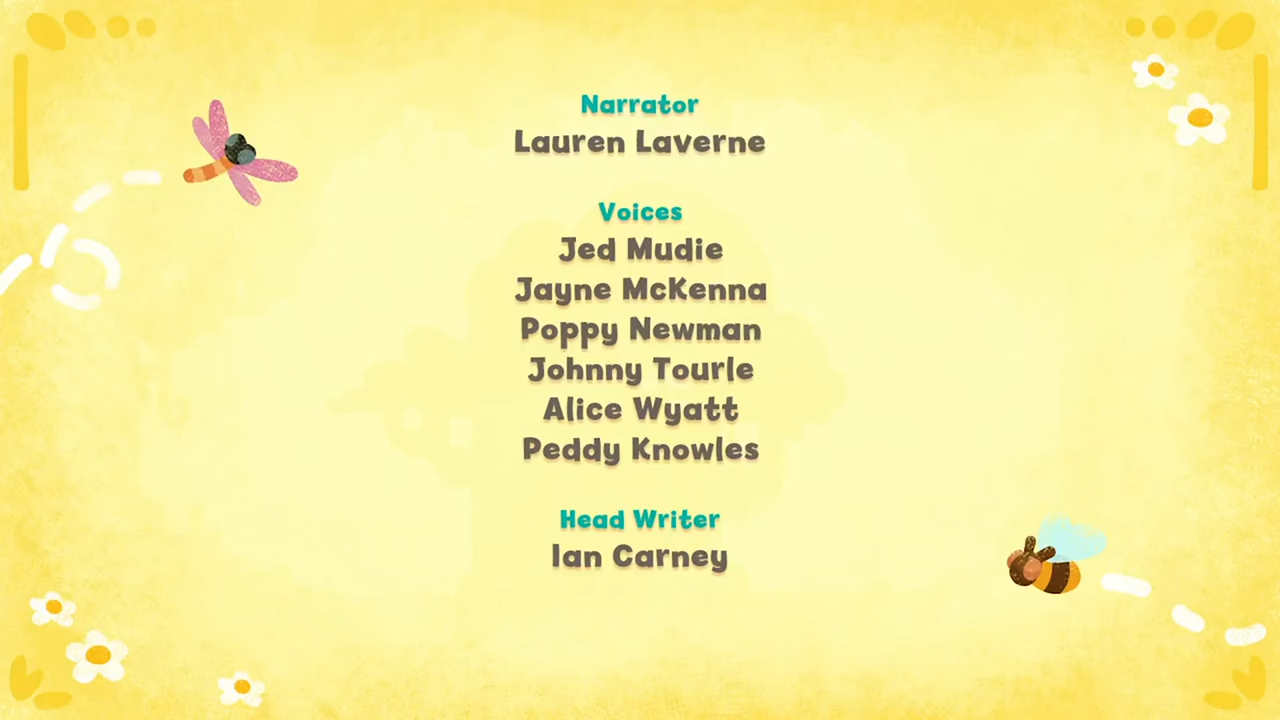 Narrator
Lauren Laverne
Voices
Jed Mudie
Jayne McKenna
Poppy Newman
Johnny Tourle
Alice Wyatt
Peddy Knowles
Head Writer
Ian Carney